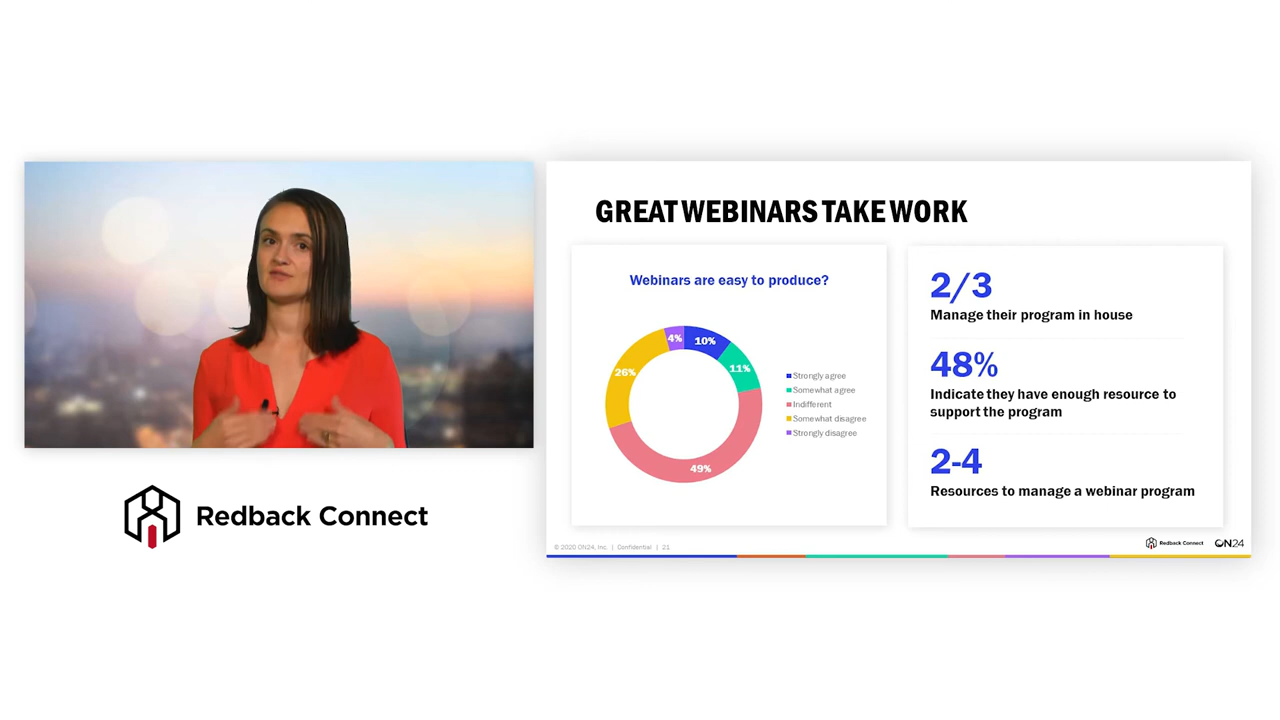 GREAT WEBINARS TAKE WORK
Webinars are easy to produce?
4%
10%
11%
26%
49%
Strongly agree
Somewhat agree
Indifferent
Somewhat disagree
Strongly disagree
2/3
Manage their program in house
48%
Indicate they have enough resource to
support the program
2-4
Resources to manage a webinar program
© 2020 ON24, Inc. | Confidential | 21
Redback Connect
ON24
Redback Connect